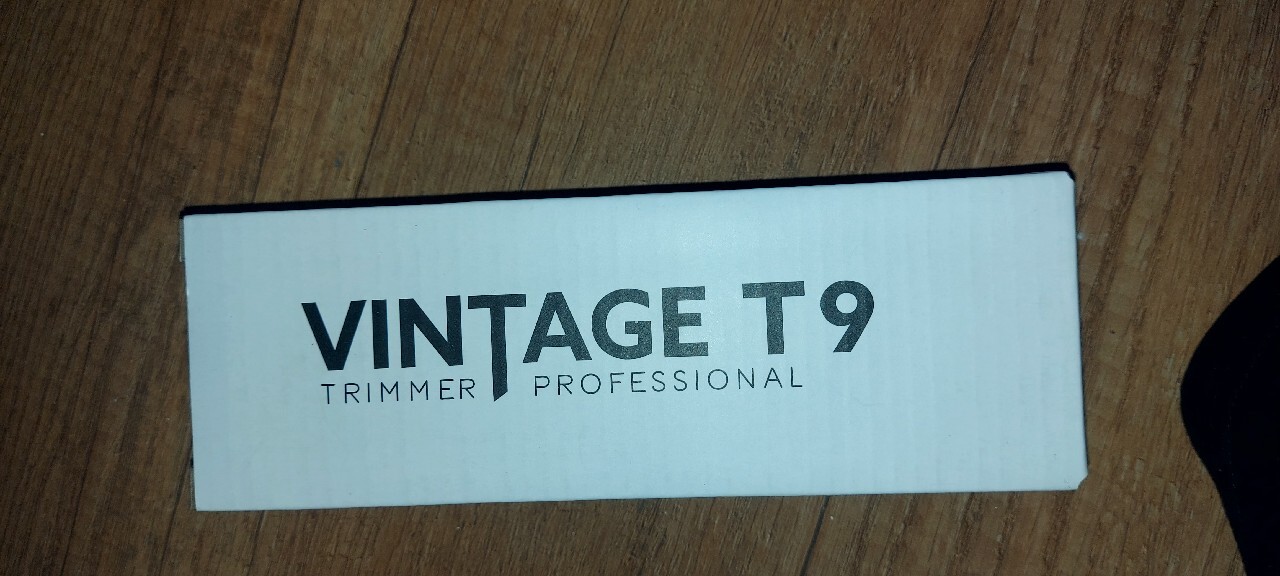 VINTAGE T9
TRIMMER PROFESSIONAL